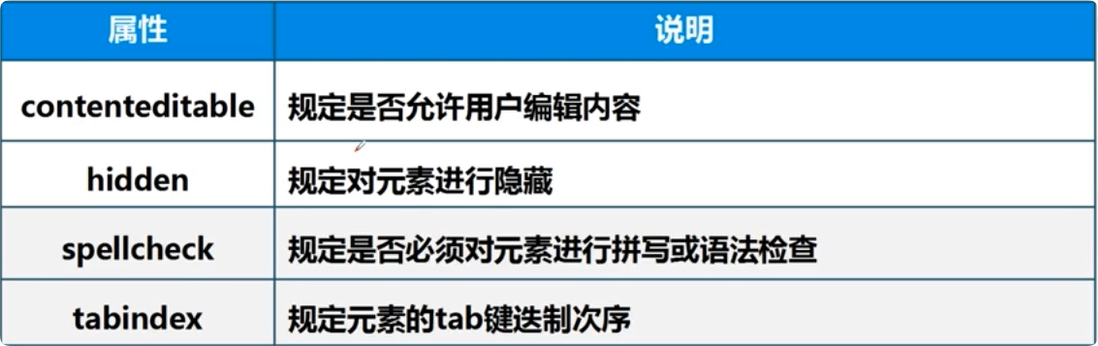 属性 说明
contenteditable 规定是否允许用户编辑内容
hidden 规定对元素进行隐藏
spellcheck 规定是否必须对元素进行拼写或语法检查
tabindex 规定元素的tab键迭制次序